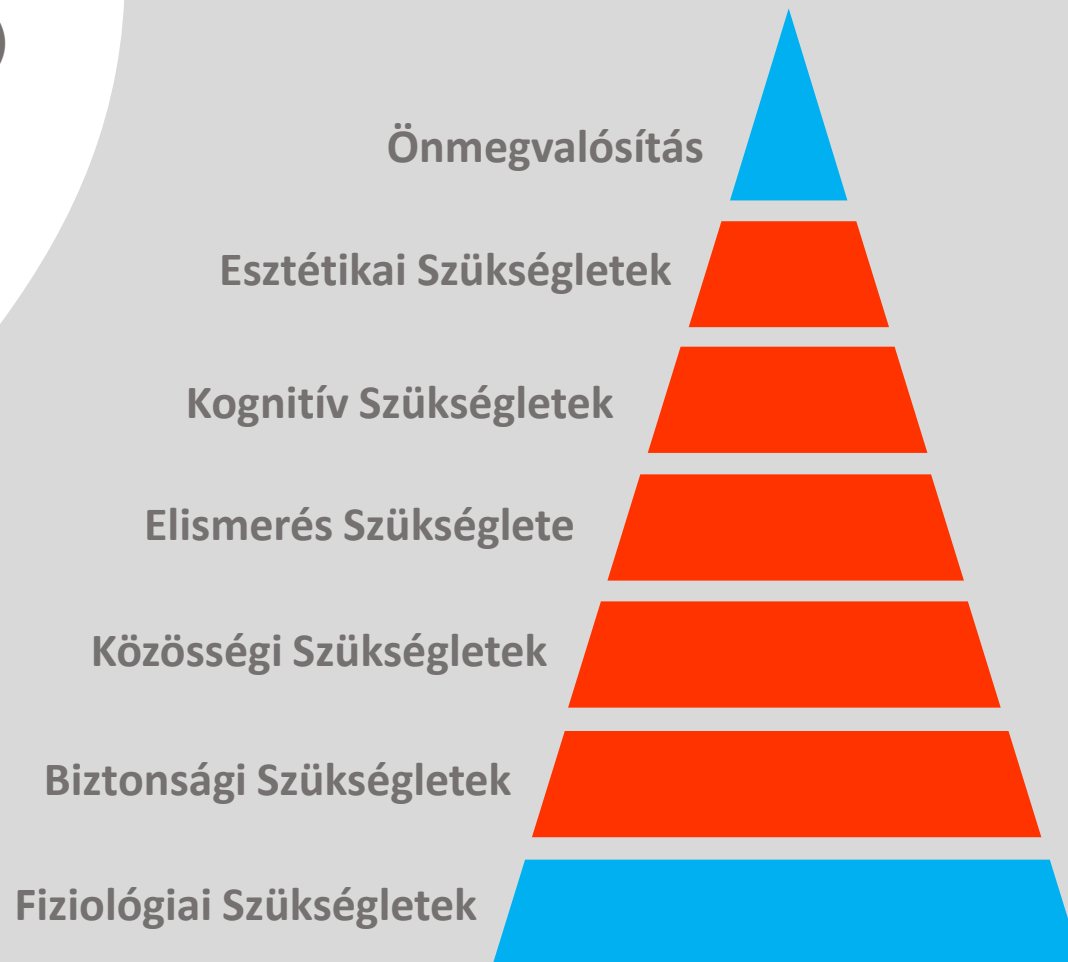 Önmegvalósítás
Esztétikai Szükségletek
Kognitív Szükségletek
Elismerés Szükséglete
Közösségi Szükségletek
Biztonsági Szükségletek
Fiziológiai Szükségletek